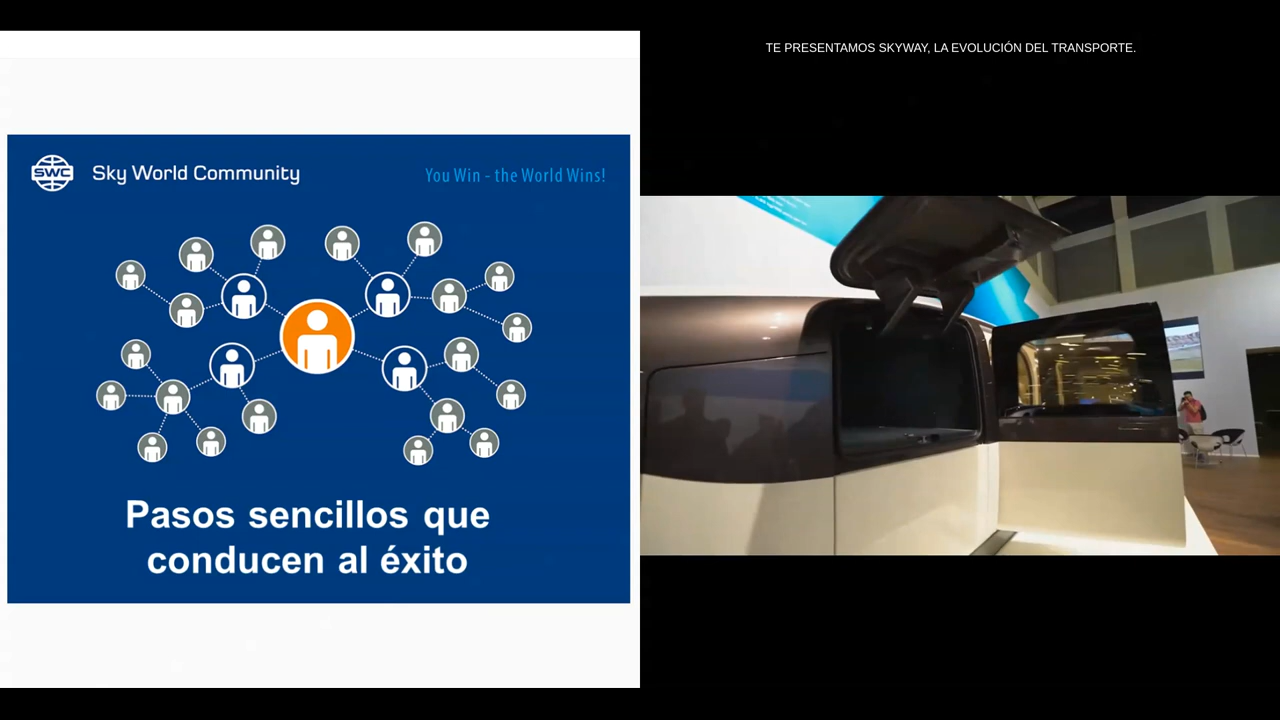 SWC
Sky World Community
You Win - the World Wins!
Pasos sencillos que
conducen al éxito
TE PRESENTAMOS SKYWAY, LA EVOLUCIÓN DEL TRANSPORTE.